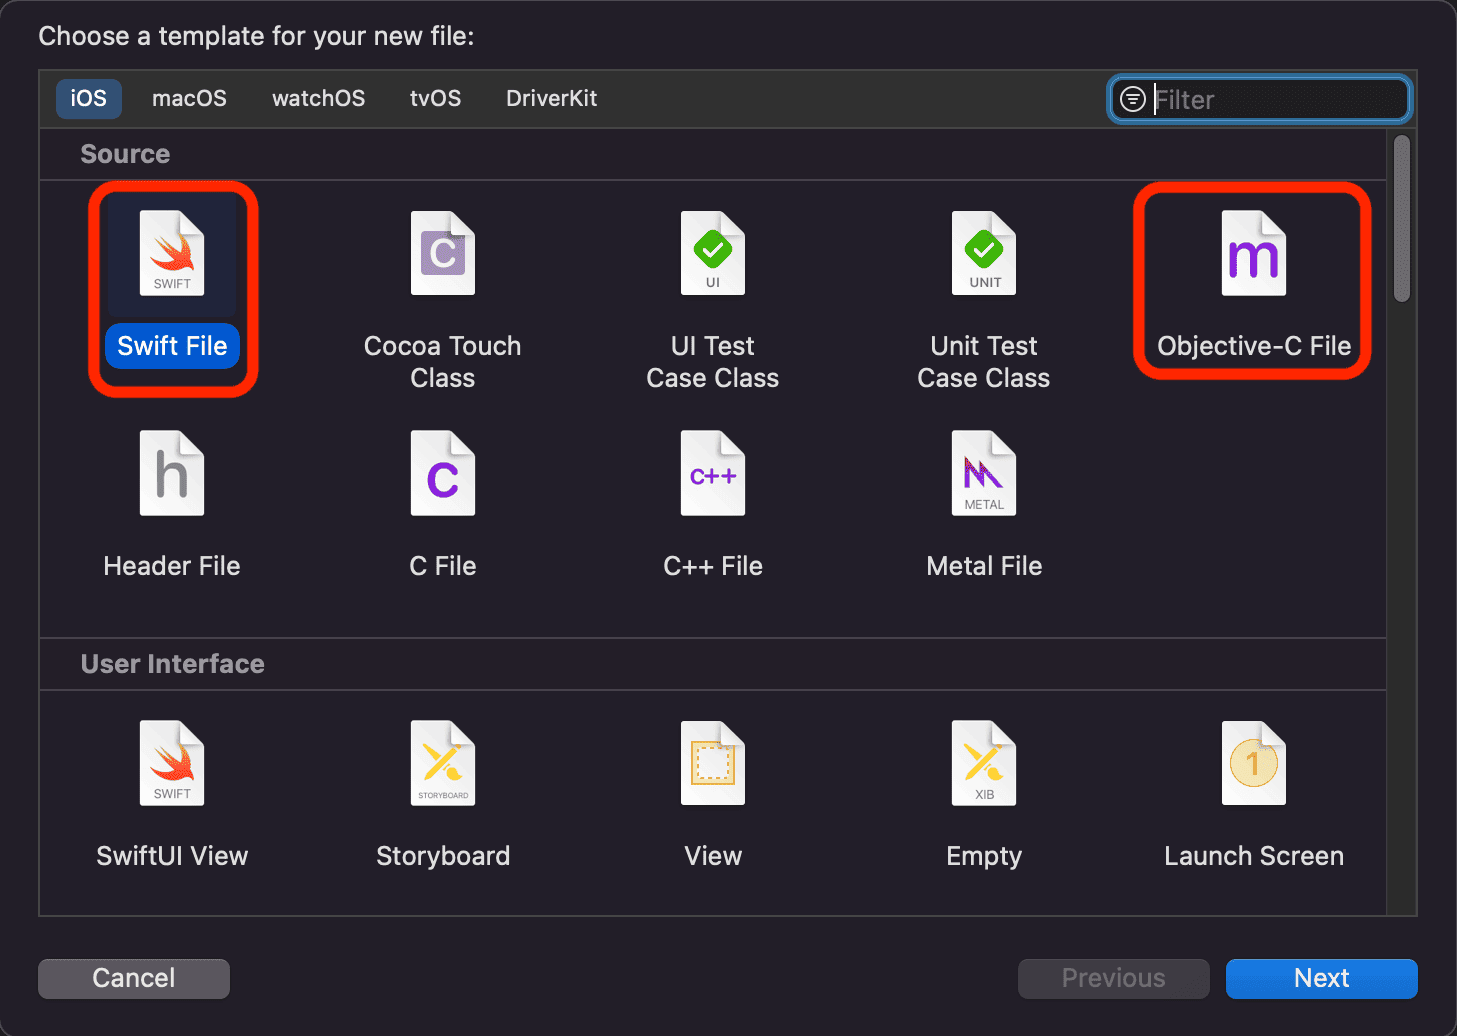 Choose a template for your new file:
iOS macOS watchOS tvOS DriverKit Filter
Source
SWIFT
C
UI
UNIT
m
Swift File
Cocoa Touch
Class
UI Test
Case Class
Unit Test
Case Class
Objective-C File
h
C
C++
METAL
Header File
C File
C++ File
Metal File
User Interface
SWIFT
STORYBOARD
XIB
1
SwiftUI View
Storyboard
View
Empty
Launch Screen
Cancel
Previous
Next